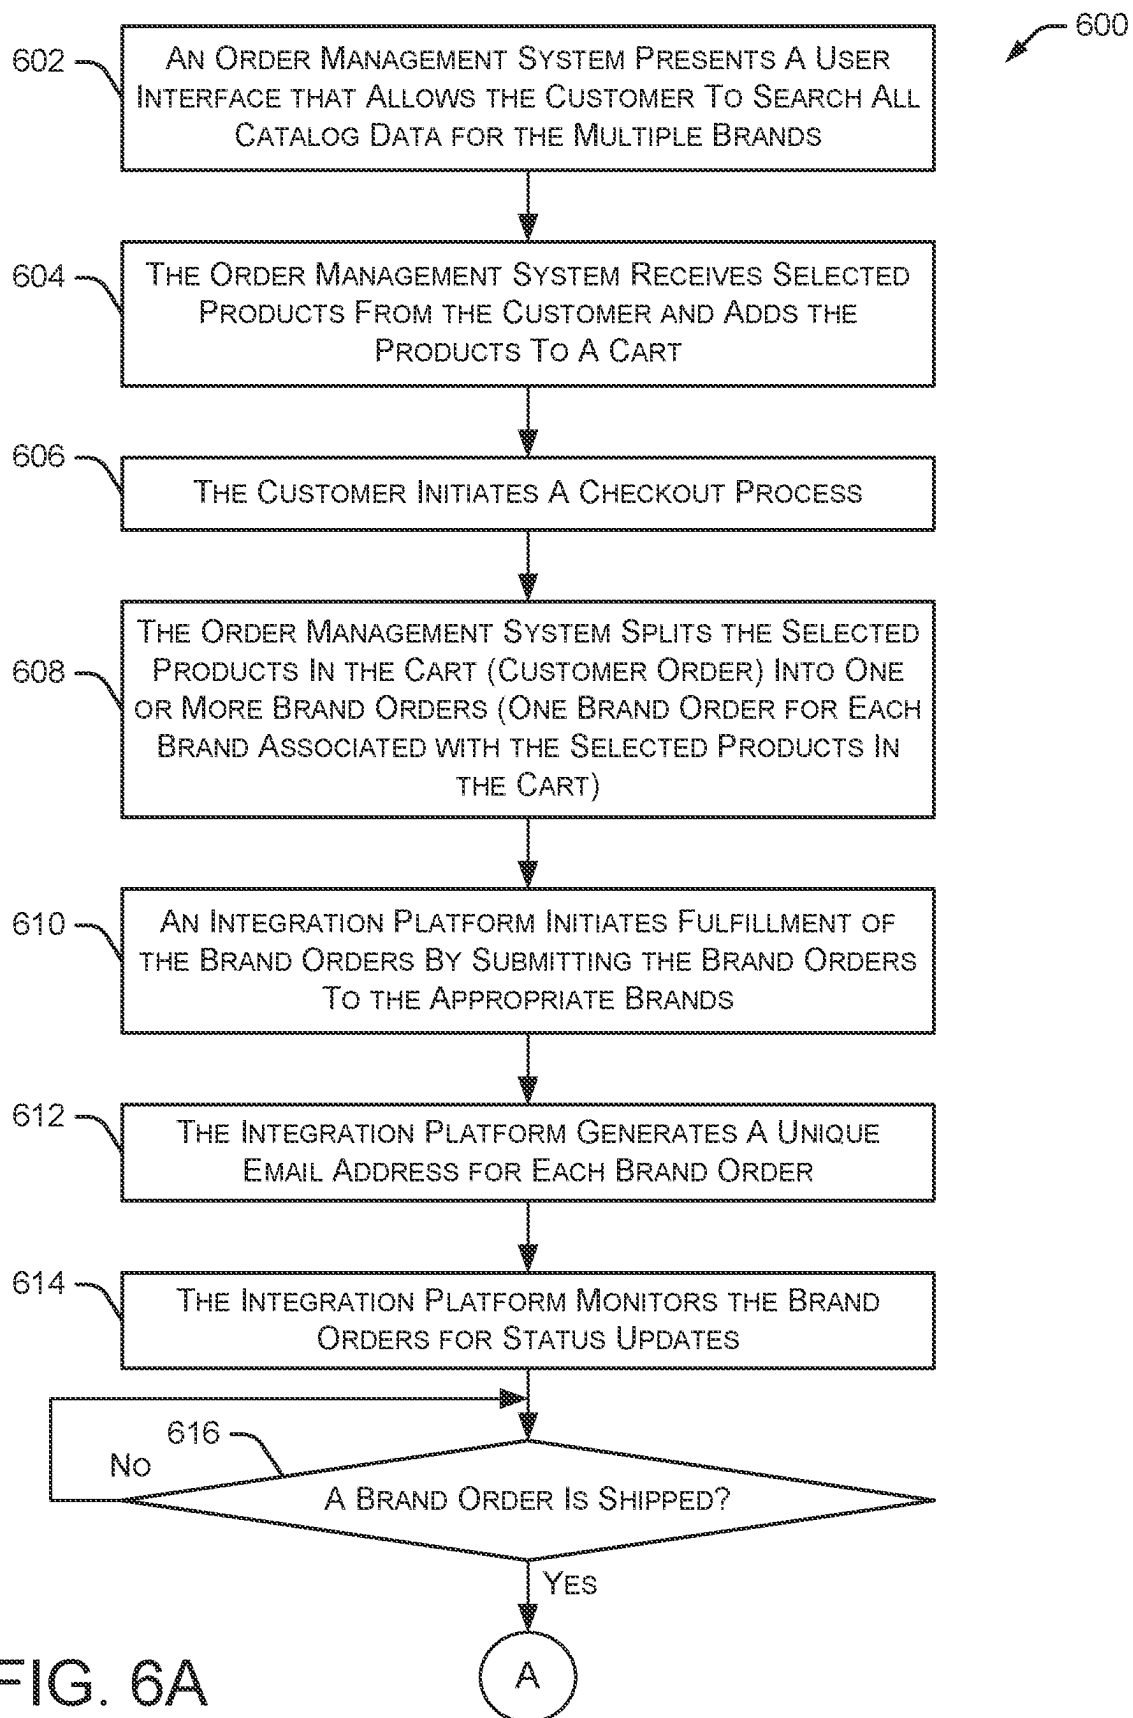 600
602
AN ORDER MANAGEMENT SYSTEM PRESENTS A USER
INTERFACE THAT ALLOWS THE CUSTOMER TO SEARCH ALL
CATALOG DATA FOR THE MULTIPLE BRANDS
604
THE ORDER MANAGEMENT SYSTEM RECEIVES SELECTED
PRODUCTS FROM THE CUSTOMER AND ADDS THE
PRODUCTS TO A CART
606
THE CUSTOMER INITIATES A CHECKOUT PROCESS
608
THE ORDER MANAGEMENT SYSTEM SPLITS THE SELECTED
PRODUCTS IN THE CART (CUSTOMER ORDER) INTO ONE
OR MORE BRAND ORDERS (ONE BRAND ORDER FOR EACH
BRAND ASSOCIATED WITH THE SELECTED PRODUCTS IN
THE CART)
610
AN INTEGRATION PLATFORM INITIATES FULFILLMENT OF
THE BRAND ORDERS BY SUBMITTING THE BRAND ORDERS
TO THE APPROPRIATE BRANDS
612
THE INTEGRATION PLATFORM GENERATES A UNIQUE
EMAIL ADDRESS FOR EACH BRAND ORDER
614
THE INTEGRATION PLATFORM MONITORS THE BRAND
ORDERS FOR STATUS UPDATES
616
NO
A BRAND ORDER IS SHIPPED?
YES
A
FIG. 6A